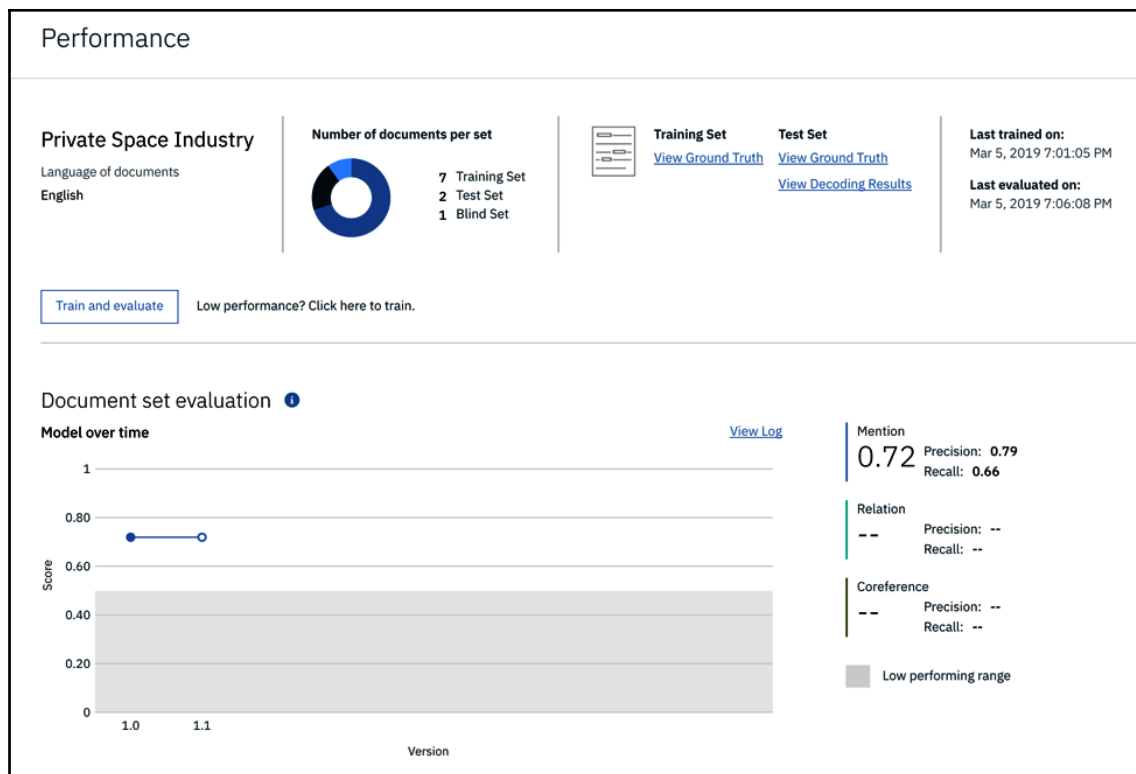 Performance
Private Space Industry
Language of documents
English
Number of documents per set
7 Training Set
2 Test Set
1 Blind Set
Training Set
View Ground Truth
Test Set
View Ground Truth
View Decoding Results
Last trained on:
Mar 5, 2019 7:01:05 PM
Last evaluated on:
Mar 5, 2019 7:06:08 PM
Train and evaluate
Low performance? Click here to train.
Document set evaluation i
Model over time
View Log
1
0.80
0.60
0.40
0.20
0
Score
1.0
1.1
Version
Mention
0.72
Precision: 0.79
Recall: 0.66
Relation
--
Precision: --
Recall: --
Coreference
--
Precision: --
Recall: --
Low performing range